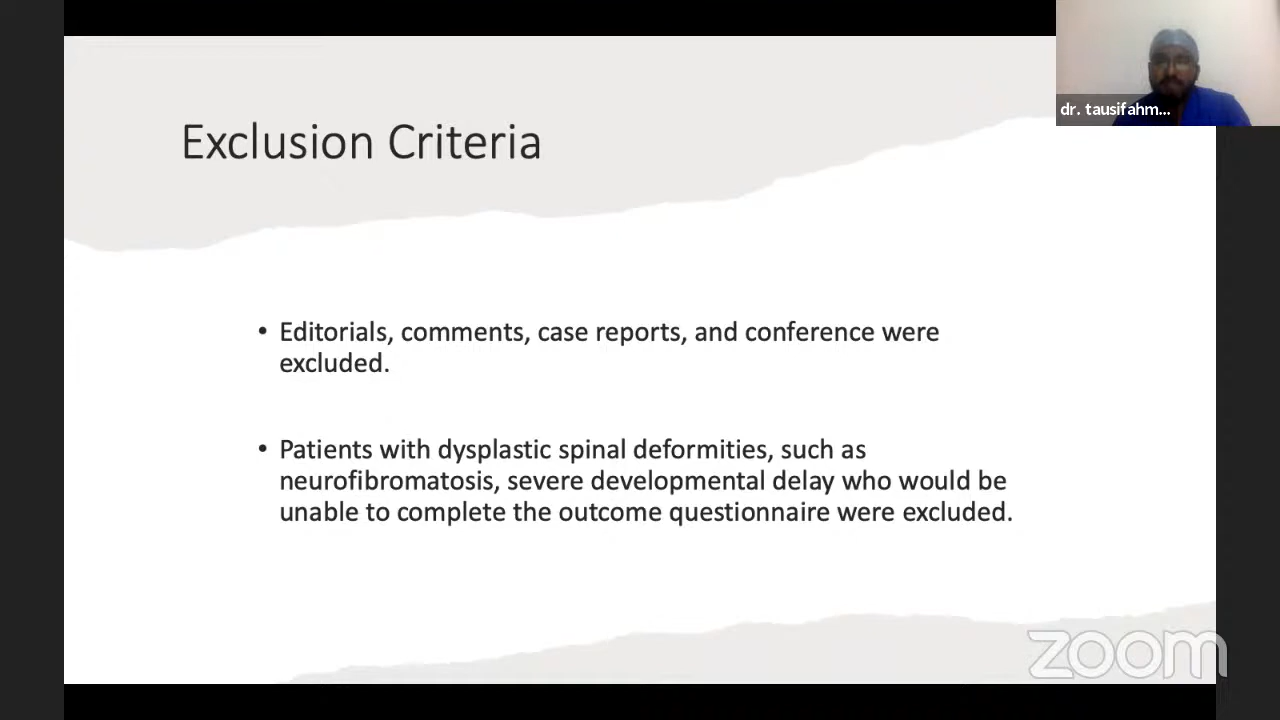 dr. tausifahm...
Exclusion Criteria
• Editorials, comments, case reports, and conference were
excluded.
• Patients with dysplastic spinal deformities, such as
neurofibromatosis, severe developmental delay who would be
unable to complete the outcome questionnaire were excluded.
zoom